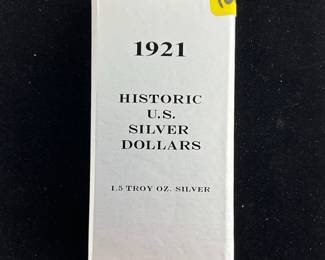 1921
HISTORIC
U.S.
SILVER
DOLLARS
1.5 TROY OZ. SILVER